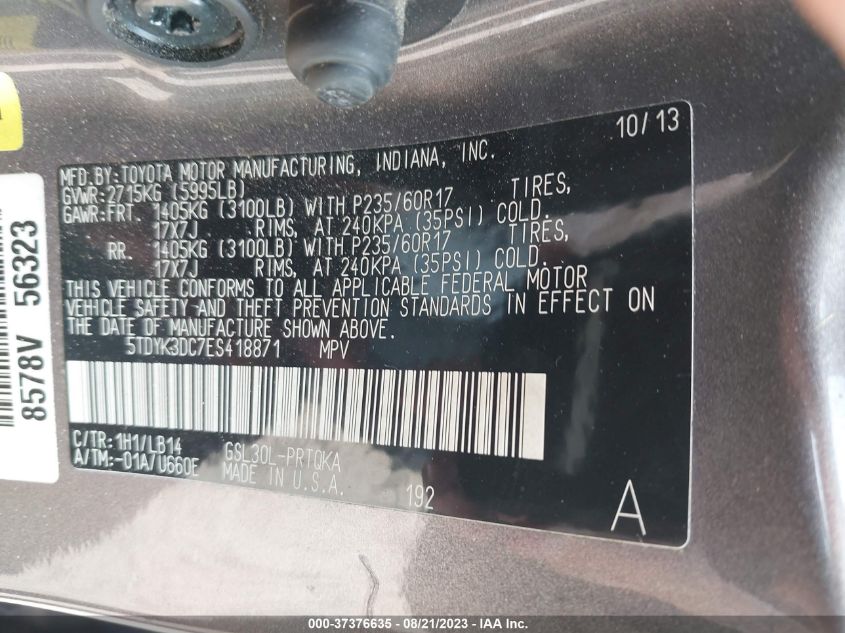 10/13
MFD.BY:TOYOTA MOTOR MANUFACTURING, INDIANA, INC.
GVWR:2715KG (5995LB)
GAWR:FRT. 1405KG (3100LB) WITH P235/60R17 TIRES,
17X7J RIMS, AT 240KPA (35PSI) COLD.
RR. 1405KG (3100LB) WITH P235/60R17 TIRES,
17X7J RIMS, AT 240KPA (35PSI) COLD.
THIS VEHICLE CONFORMS TO ALL APPLICABLE FEDERAL MOTOR
VEHICLE SAFETY AND THEFT PREVENTION STANDARDS IN EFFECT ON
THE DATE OF MANUFACTURE SHOWN ABOVE.
5TDYK3DC7ES418871 MPV
C/TR:1H1/LB14 GSL30L-PRTQKA
A/TM:-01A/U660E MADE IN U.S.A.
192
A
8578V 56323
000-37376635 - 08/21/2023 - IAAI Inc.